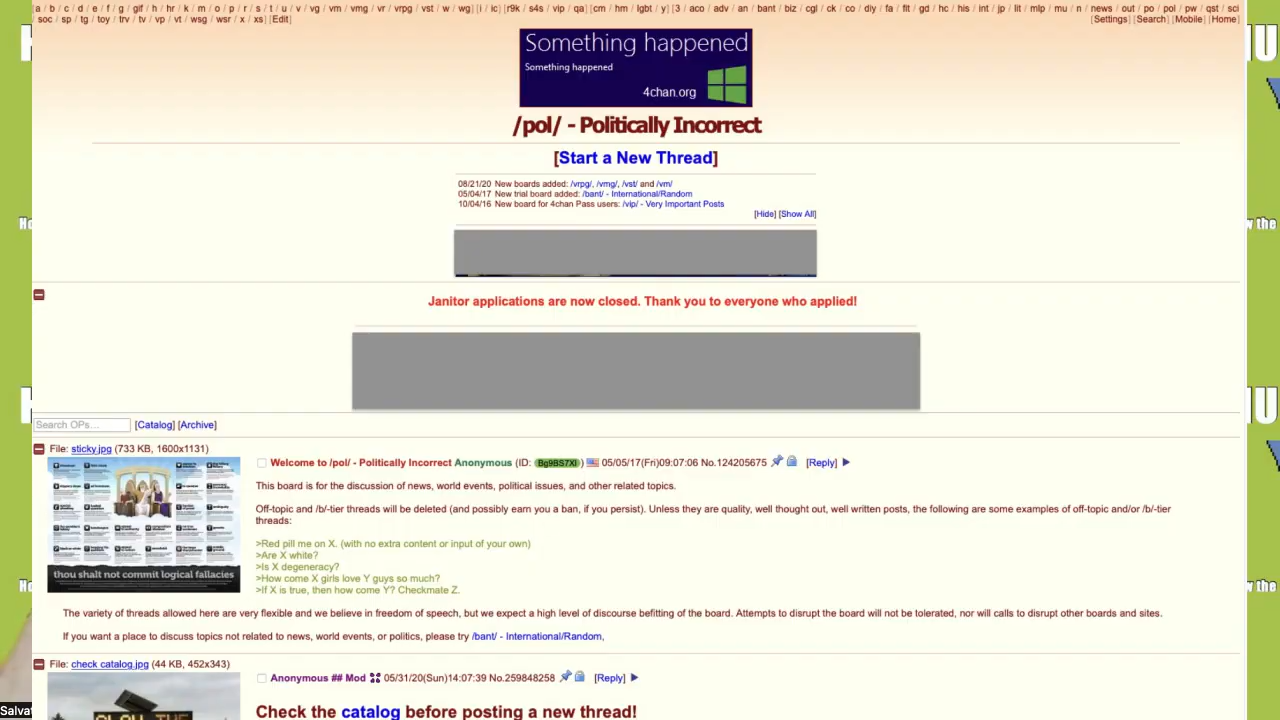 [a / b / c / d / e / f / g / gif / h / hr / k / m / o / p / r / s / t / u / v / vg / vm / vmg / vr / vrpg / vst / w / wg] [i / ic] [r9k / s4s / vip / qa] [cm / hm / lgbt / y] [3 / aco / adv / an / bant / biz / cgl / ck / co / diy / fa / fit / gd / hc / his / int / jp / lit / mlp / mu / n / news / out / po / pol / pw / qst / sci
/ soc / sp / tg / toy / trv / tv / vp / vt / wsg / wsr / x / xs] [Edit]
[Settings] [Search] [Mobile] [Home]
Something happened
Something happened
4chan.org
/pol/ - Politically Incorrect
[Start a New Thread]
08/21/20 New boards added: /vrpg/, /vmg/, /vst/ and /vm/
05/04/17 New trial board added: /bant/ - International/Random
10/04/16 New board for 4chan Pass users: /vip/ - Very Important Posts
[Hide] [Show All]
Janitor applications are now closed. Thank you to everyone who applied!
Search OPs… [Catalog] [Archive]
File: sticky.jpg (733 KB, 1600x1131)
thou shalt not commit logical fallacies
Welcome to /pol/ - Politically Incorrect Anonymous (ID: Bg9BS7Xl) 05/05/17(Fri)09:07:06 No.124205675 [Reply]
This board is for the discussion of news, world events, political issues, and other related topics.
Off-topic and /b/-tier threads will be deleted (and possibly earn you a ban, if you persist). Unless they are quality, well thought out, well written posts, the following are some examples of off-topic and/or /b/-tier
threads:
>Red pill me on X. (with no extra content or input of your own)
>Are X white?
>Is X degeneracy?
>How come X girls love Y guys so much?
>If X is true, then how come Y? Checkmate Z.
The variety of threads allowed here are very flexible and we believe in freedom of speech, but we expect a high level of discourse befitting of the board. Attempts to disrupt the board will not be tolerated, nor will calls to disrupt other boards and sites.
If you want a place to discuss topics not related to news, world events, or politics, please try /bant/ - International/Random,
File: check catalog.jpg (44 KB, 452x343)
Anonymous ## Mod 05/31/20(Sun)14:07:39 No.259848258 [Reply]
Check the catalog before posting a new thread!
Salvat